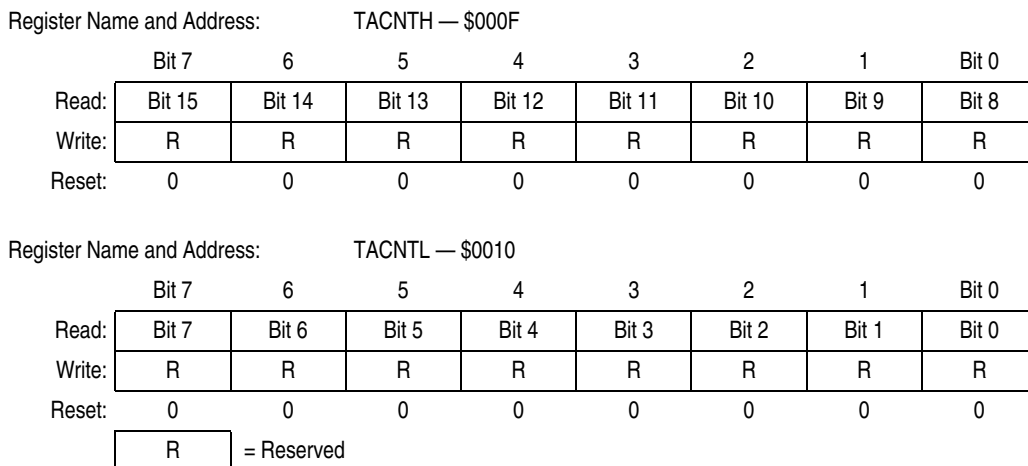 Register Name and Address: TACNTH — $000F
Bit 7 6 5 4 3 2 1 Bit 0
Read: Bit 15 Bit 14 Bit 13 Bit 12 Bit 11 Bit 10 Bit 9 Bit 8
Write: R R R R R R R R
Reset: 0 0 0 0 0 0 0 0
Register Name and Address: TACNTL — $0010
Bit 7 6 5 4 3 2 1 Bit 0
Read: Bit 7 Bit 6 Bit 5 Bit 4 Bit 3 Bit 2 Bit 1 Bit 0
Write: R R R R R R R R
Reset: 0 0 0 0 0 0 0 0
R = Reserved